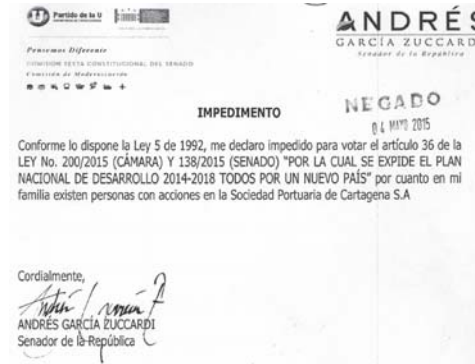 Partido de la U
ANDRÉS
GARCÍA ZUCCARDI
Senador de la República
Pensemos Diferente
COMISION SEXTA CONSTITUCIONAL DEL SENADO
Comisión de Modernización
IMPEDIMENTO
NEGADO
04 MAYO 2015
Conforme lo dispone la Ley 5 de 1992, me declaro impedido para votar el artículo 36 de la
LEY No. 200/2015 (CÁMARA) Y 138/2015 (SENADO) "POR LA CUAL SE EXPIDE EL PLAN
NACIONAL DE DESARROLLO 2014-2018 TODOS POR UN NUEVO PAÍS" por cuanto en mi
familia existen personas con acciones en la Sociedad Portuaria de Cartagena S.A
Cordialmente,
ANDRÉS GARCÍA ZUCCARDI
Senador de la República